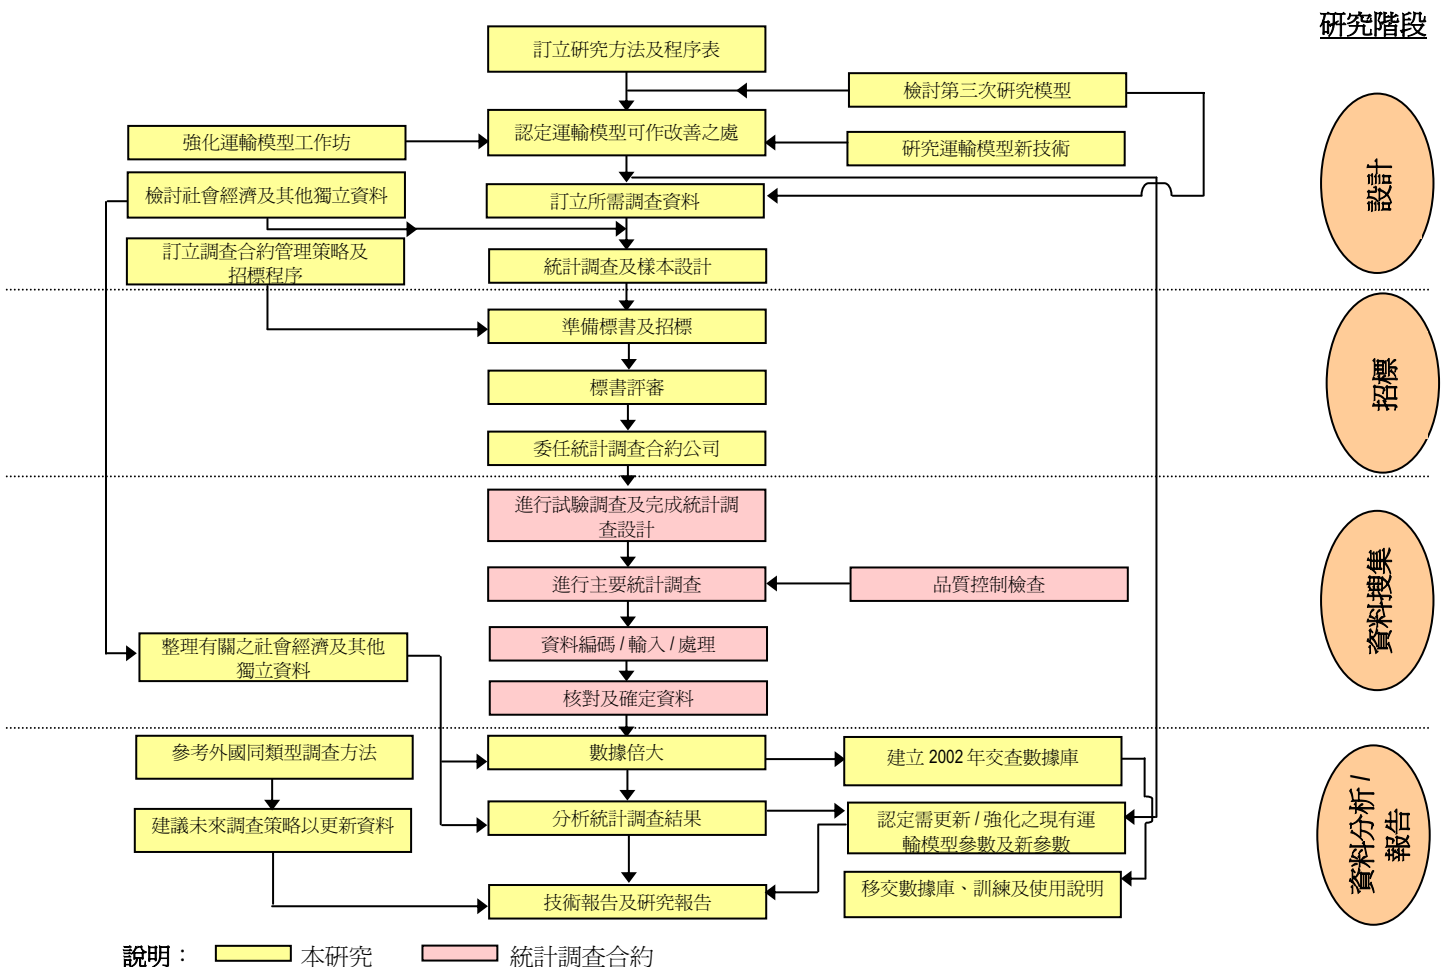 研究階段
訂立研究方法及程序表
檢討第三次研究模型
認定運輸模型可作改善之處
強化運輸模型工作坊
研究運輸模型新技術
檢討社會經濟及其他獨立資料
訂立所需調查資料
設計
訂立調查合約管理策略及
招標程序
統計調查及樣本設計
準備標書及招標
標書評審
招標
委任統計調查合約公司
進行試驗調查及完成統計調
查設計
進行主要統計調查
品質控制檢查
資料搜集
資料編碼 / 輸入 / 處理
整理有關之社會經濟及其他
獨立資料
核對及確定資料
參考外國同類型調查方法
數據倍大
建立 2002 年交查數據庫
建議未來調查策略以更新資料
分析統計調查結果
認定需更新 / 強化之現有運
輸模型參數及新參數
資料分析 /
報告
移交數據庫、訓練及使用說明
技術報告及研究報告
說明： 本研究 統計調查合約